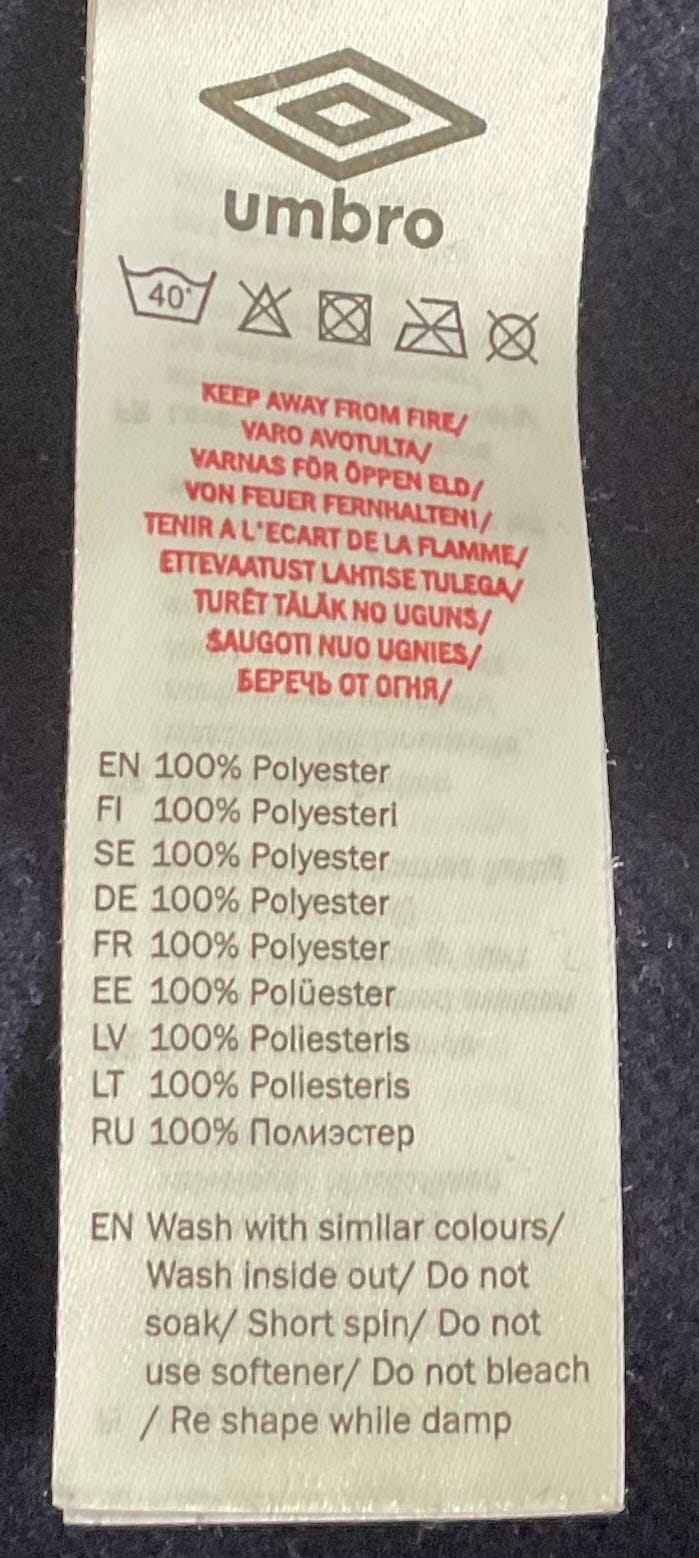 umbro
40°
KEEP AWAY FROM FIRE/
VARO AVOTULTA/
VARNAS FÖR ÖPPEN ELD/
VON FEUER FERNHALTEN!/
TENIR A L'ECART DE LA FLAMME/
ETTEVAATUST LAHTISE TULEGA/
TURĒT TĀLĀK NO UGUNS/
SAUGOTI NUO UGNIES/
БЕРЕЧЬ ОТ ОГНЯ/
EN 100% Polyester
FI 100% Polyesteri
SE 100% Polyester
DE 100% Polyester
FR 100% Polyester
EE 100% Polüester
LV 100% Poliesteris
LT 100% Poliesteris
RU 100% Полиэстер
EN Wash with similar colours/
Wash inside out/ Do not
soak/ Short spin/ Do not
use softener/ Do not bleach
/ Re shape while damp